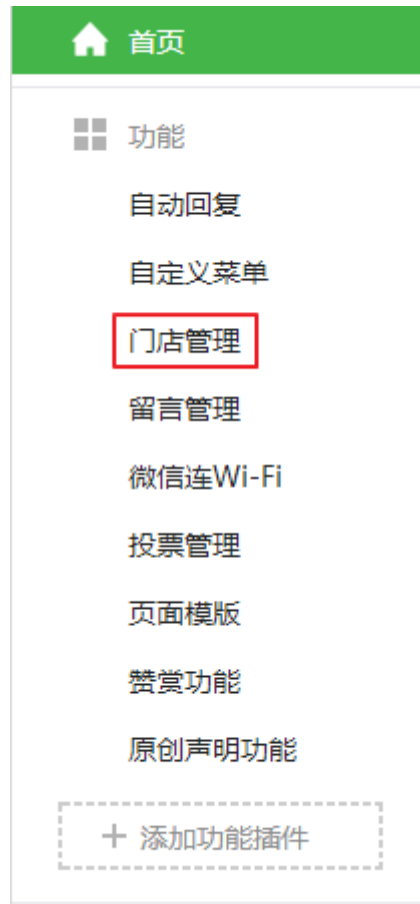 首页
功能
自动回复
自定义菜单
门店管理
留言管理
微信连Wi-Fi
投票管理
页面模版
赞赏功能
原创声明功能
+ 添加功能插件